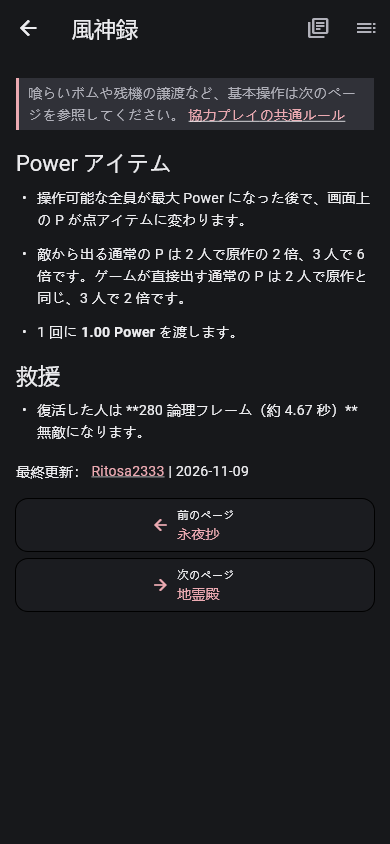 風神録
喰らいボムや残機の譲渡など、基本操作は次のペー
ジを参照してください。 協力プレイの共通ルール
Power アイテム
• 操作可能な全員が最大 Power になった後で、画面上
の P が点アイテムに変わります。
• 敵から出る通常の P は 2 人で原作の 2 倍、3 人で 6
倍です。ゲームが直接出す通常の P は 2 人で原作と
同じ、3 人で 2 倍です。
• 1 回に 1.00 Power を渡します。
救援
• 復活した人は **280 論理フレーム（約 4.67 秒）**
無敵になります。
最終更新： Ritosa2333 | 2026-11-09
前のページ
永夜抄
次のページ
地霊殿